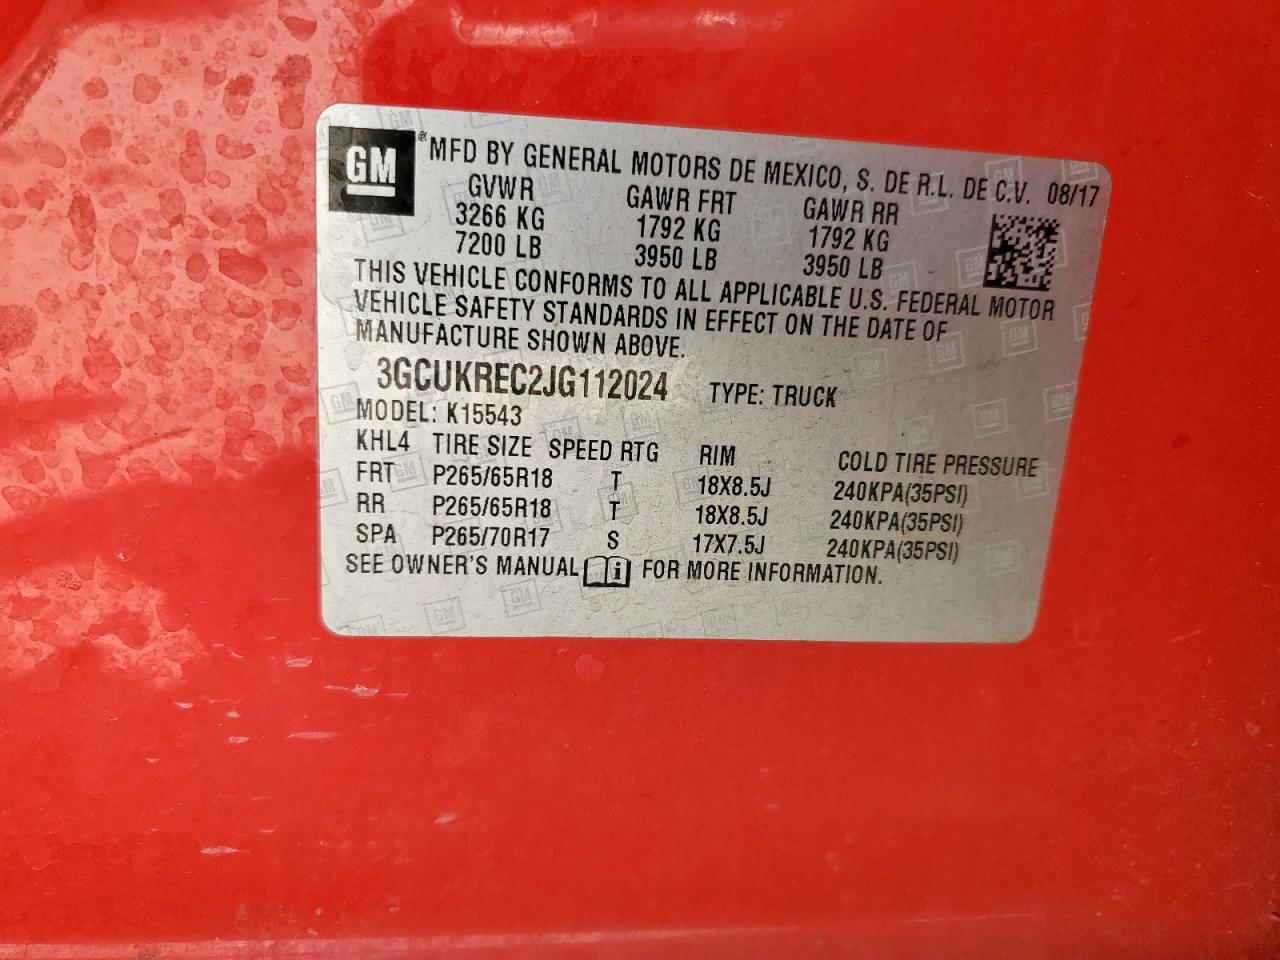 GM ® MFD BY GENERAL MOTORS DE MEXICO, S. DE R.L. DE C.V. 08/17
GVWR GAWR FRT GAWR RR
3266 KG 1792 KG 1792 KG
7200 LB 3950 LB 3950 LB
THIS VEHICLE CONFORMS TO ALL APPLICABLE U.S. FEDERAL MOTOR
VEHICLE SAFETY STANDARDS IN EFFECT ON THE DATE OF
MANUFACTURE SHOWN ABOVE.
3GCUKREC2JG112024 TYPE: TRUCK
MODEL: K15543
KHL4 TIRE SIZE SPEED RTG RIM COLD TIRE PRESSURE
FRT P265/65R18 T 18X8.5J 240KPA(35PSI)
RR P265/65R18 T 18X8.5J 240KPA(35PSI)
SPA P265/70R17 S 17X7.5J 240KPA(35PSI)
SEE OWNER'S MANUAL i FOR MORE INFORMATION.